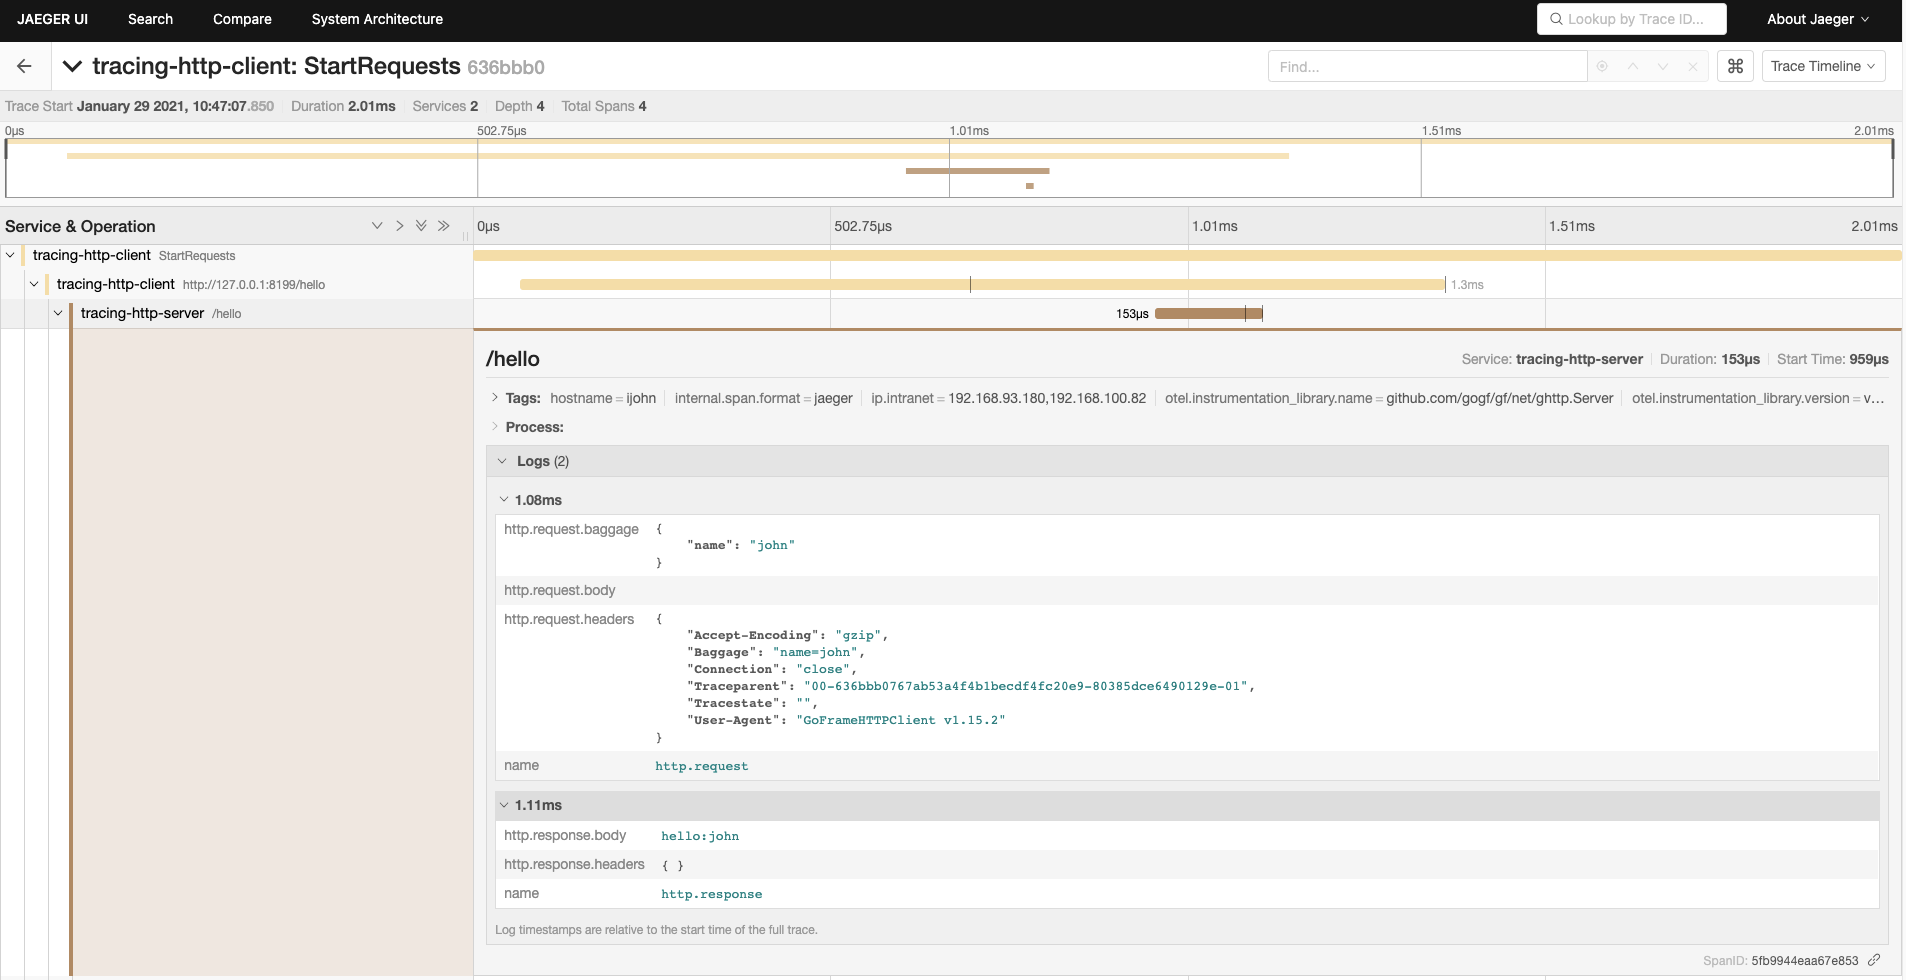 JAEGER UI Search Compare System Architecture Lookup by Trace ID... About Jaeger
tracing-http-client: StartRequests 636bbb0 Find... ⌘ Trace Timeline
Trace Start January 29 2021, 10:47:07.850 Duration 2.01ms Services 2 Depth 4 Total Spans 4
0μs 502.75μs 1.01ms 1.51ms 2.01ms
Service & Operation 0μs 502.75μs 1.01ms 1.51ms 2.01ms
tracing-http-client StartRequests
tracing-http-client http://127.0.0.1:8199/hello 1.3ms
tracing-http-server /hello 153μs
/hello Service: tracing-http-server Duration: 153μs Start Time: 959μs
Tags: hostname = ijohn internal.span.format = jaeger ip.intranet = 192.168.93.180,192.168.100.82 otel.instrumentation_library.name = github.com/gogf/gf/net/ghttp.Server otel.instrumentation_library.version = v...
Process:
Logs (2)
1.08ms
http.request.baggage {
"name": "john"
}
http.request.body
http.request.headers {
"Accept-Encoding": "gzip",
"Baggage": "name=john",
"Connection": "close",
"Traceparent": "00-636bbb0767ab53a4f4b1becdf4fc20e9-80385dce6490129e-01",
"Tracestate": "",
"User-Agent": "GoFrameHTTPClient v1.15.2"
}
name http.request
1.11ms
http.response.body hello:john
http.response.headers { }
name http.response
Log timestamps are relative to the start time of the full trace.
SpanID: 5fb9944eaa67e853